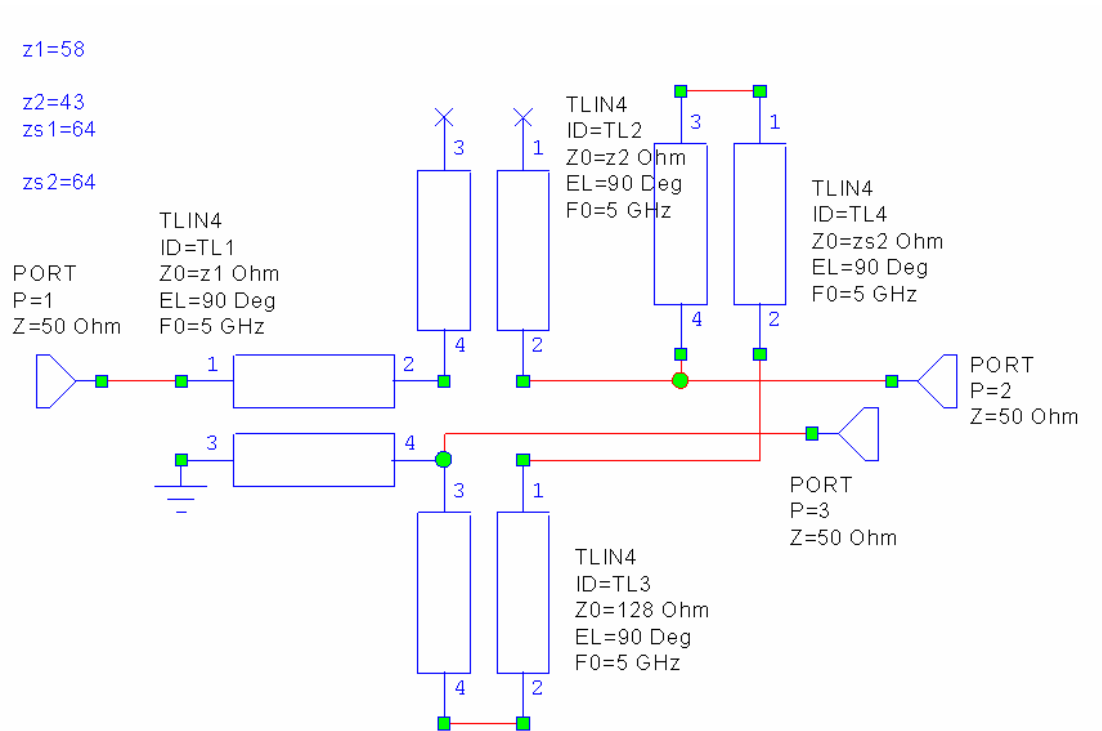 z1=58
z2=43
zs1=64
zs2=64
PORT
P=1
Z=50 Ohm
TLIN4
ID=TL1
Z0=z1 Ohm
EL=90 Deg
F0=5 GHz
1
2
3
4
3
4
1
2
TLIN4
ID=TL2
Z0=z2 Ohm
EL=90 Deg
F0=5 GHz
3
4
1
2
TLIN4
ID=TL4
Z0=zs2 Ohm
EL=90 Deg
F0=5 GHz
PORT
P=2
Z=50 Ohm
PORT
P=3
Z=50 Ohm
3
4
1
2
TLIN4
ID=TL3
Z0=128 Ohm
EL=90 Deg
F0=5 GHz